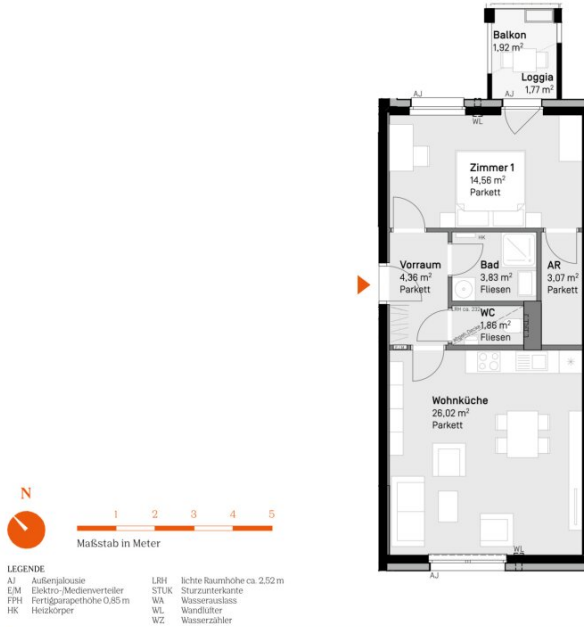 Balkon
1,92 m²
Loggia
1,77 m²
AJ
AJ
WL
Zimmer 1
14,56 m²
Parkett
HK
Vorraum
4,36 m²
Parkett
Bad
3,83 m²
Fliesen
AR
3,07 m²
Parkett
LRH ca. 232
WC
1,86 m²
Fliesen
E/M
Wohnküche
26,02 m²
Parkett
WL
AJ
N
1 2 3 4 5
Maßstab in Meter
LEGENDE
AJ Außenjalousie
E/M Elektro-/Medienverteiler
FPH Fertigparapethöhe 0,85 m
HK Heizkörper
LRH lichte Raumhöhe ca. 2,52 m
STUK Sturzunterkante
WA Wasserauslass
WL Wandlüfter
WZ Wasserzähler